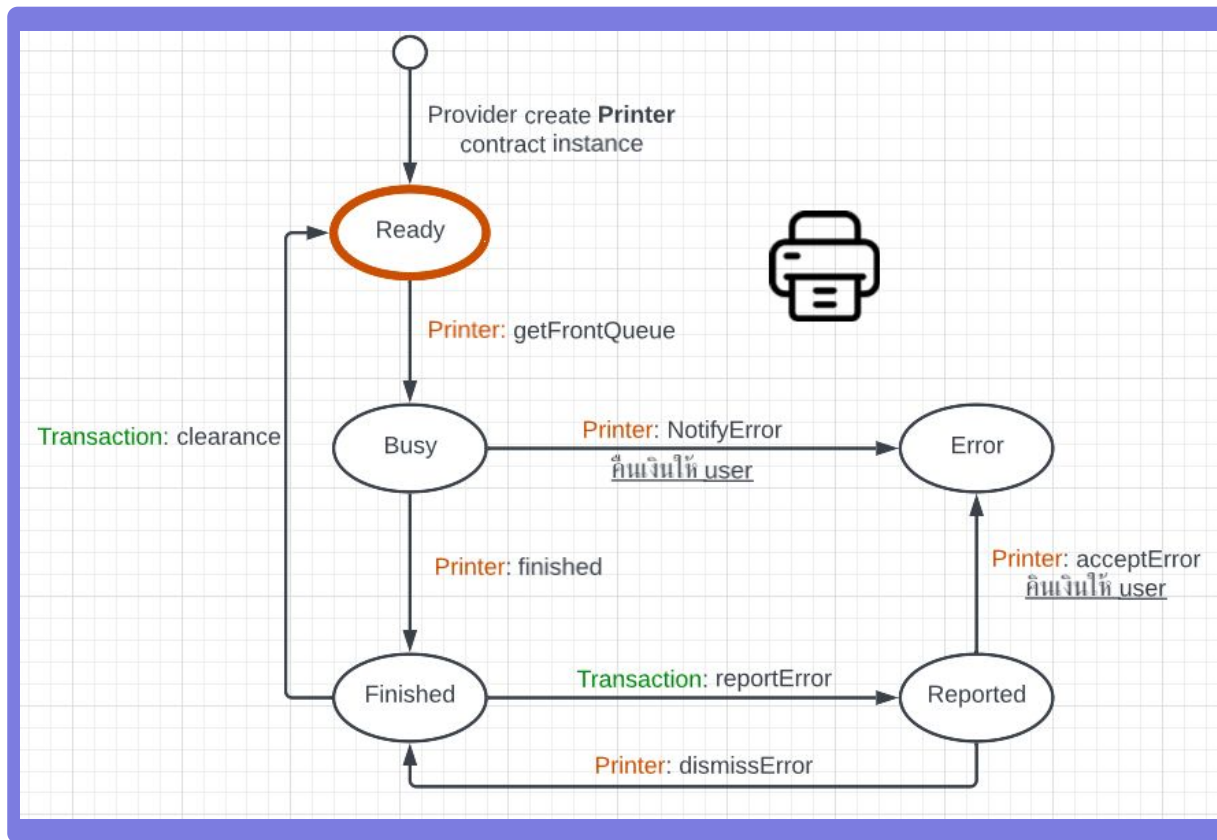 Provider create Printer
contract instance
Ready
Printer: getFrontQueue
Transaction: clearance
Busy
Printer: NotifyError
คืนเงินให้ user
Error
Printer: finished
Printer: acceptError
คืนเงินให้ user
Finished
Transaction: reportError
Reported
Printer: dismissError